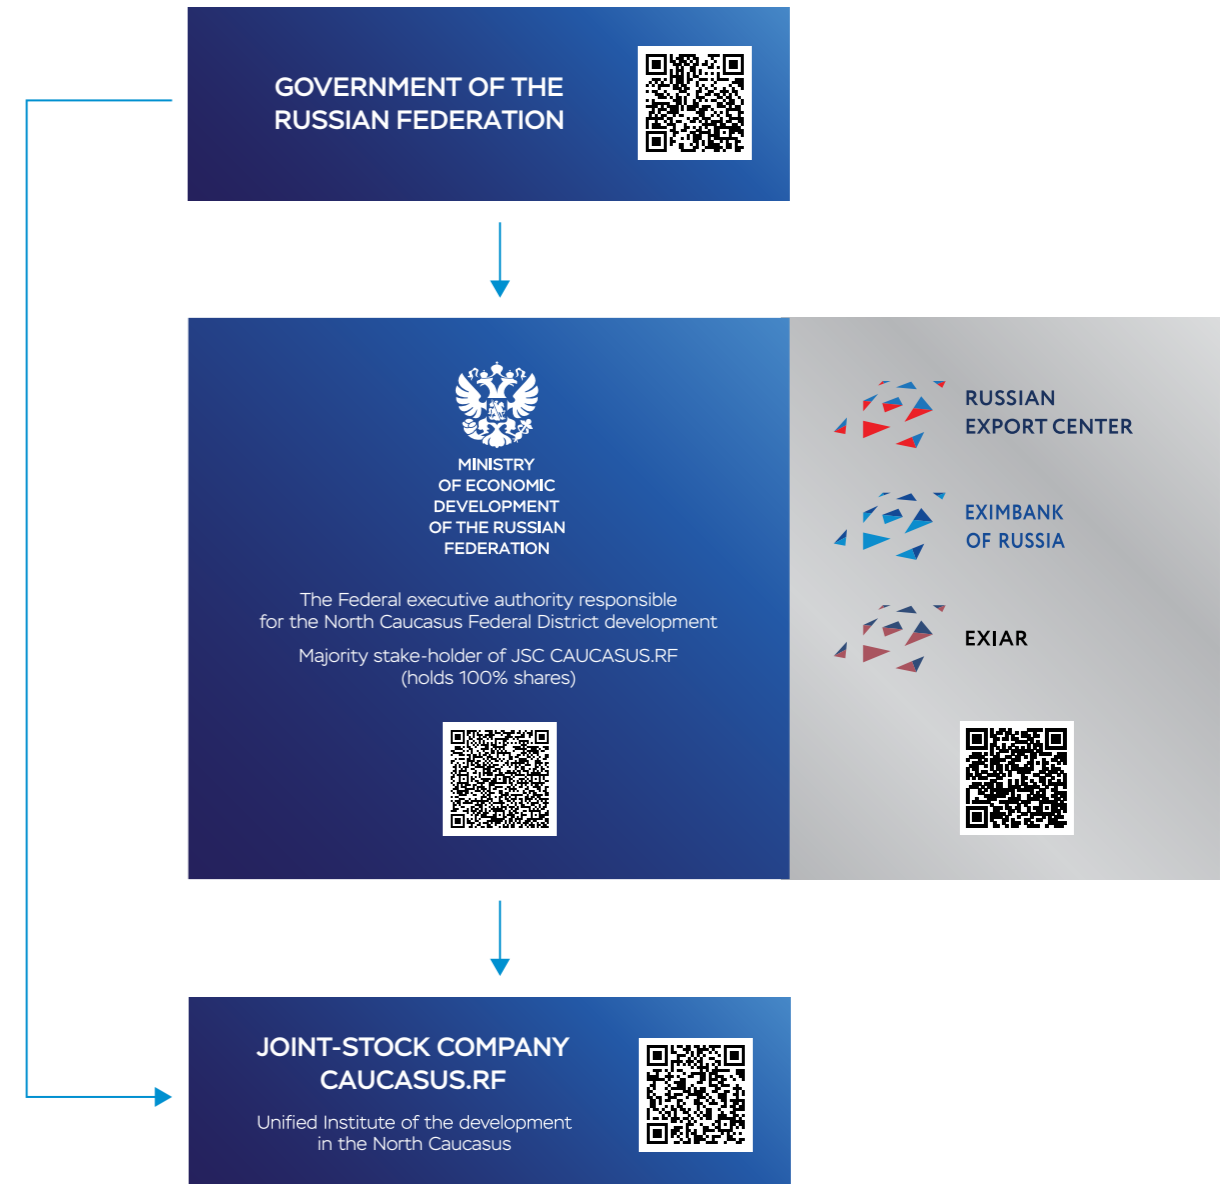 GOVERNMENT OF THE
RUSSIAN FEDERATION
MINISTRY
OF ECONOMIC
DEVELOPMENT
OF THE RUSSIAN
FEDERATION
The Federal executive authority responsible
for the North Caucasus Federal District development
Majority stake-holder of JSC CAUCASUS.RF
(holds 100% shares)
RUSSIAN
EXPORT CENTER
EXIMBANK
OF RUSSIA
EXIAR
JOINT-STOCK COMPANY
CAUCASUS.RF
Unified Institute of the development
in the North Caucasus